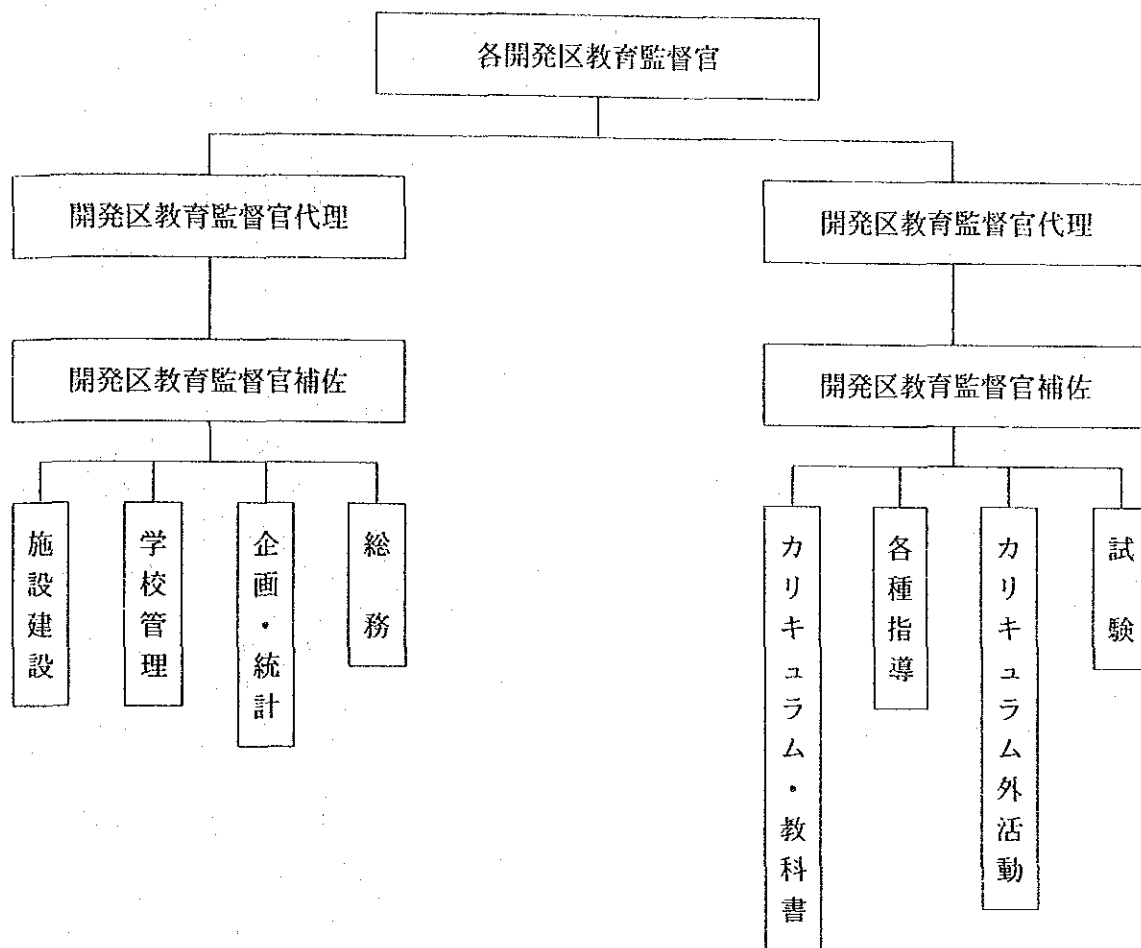 各開発区教育監督官
開発区教育監督官代理
開発区教育監督官代理
開発区教育監督官補佐
開発区教育監督官補佐
施設建設
学校管理
企画・統計
総務
カリキュラム・教科書
各種指導
カリキュラム外活動
試験